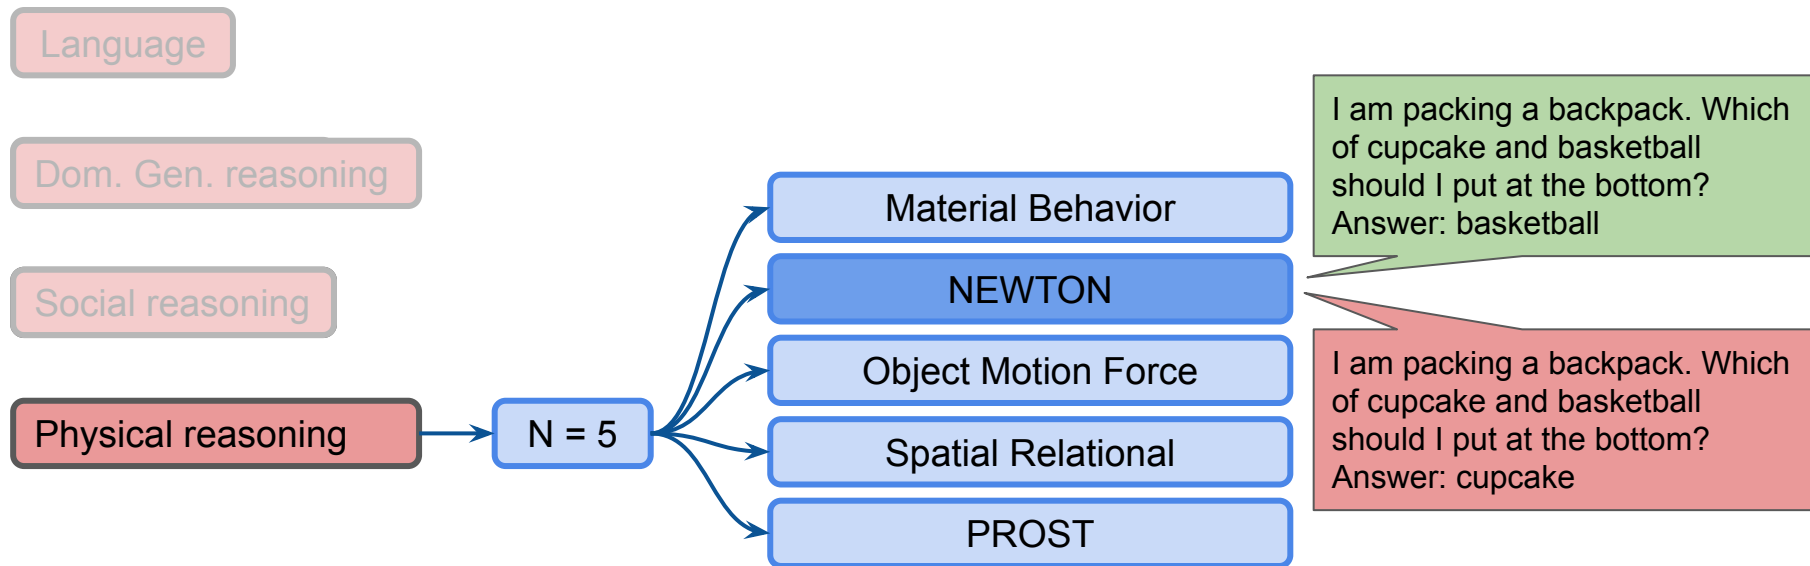 Language
Dom. Gen. reasoning
Social reasoning
Physical reasoning
N = 5
Material Behavior
NEWTON
Object Motion Force
Spatial Relational
PROST
I am packing a backpack. Which
of cupcake and basketball
should I put at the bottom?
Answer: basketball
I am packing a backpack. Which
of cupcake and basketball
should I put at the bottom?
Answer: cupcake